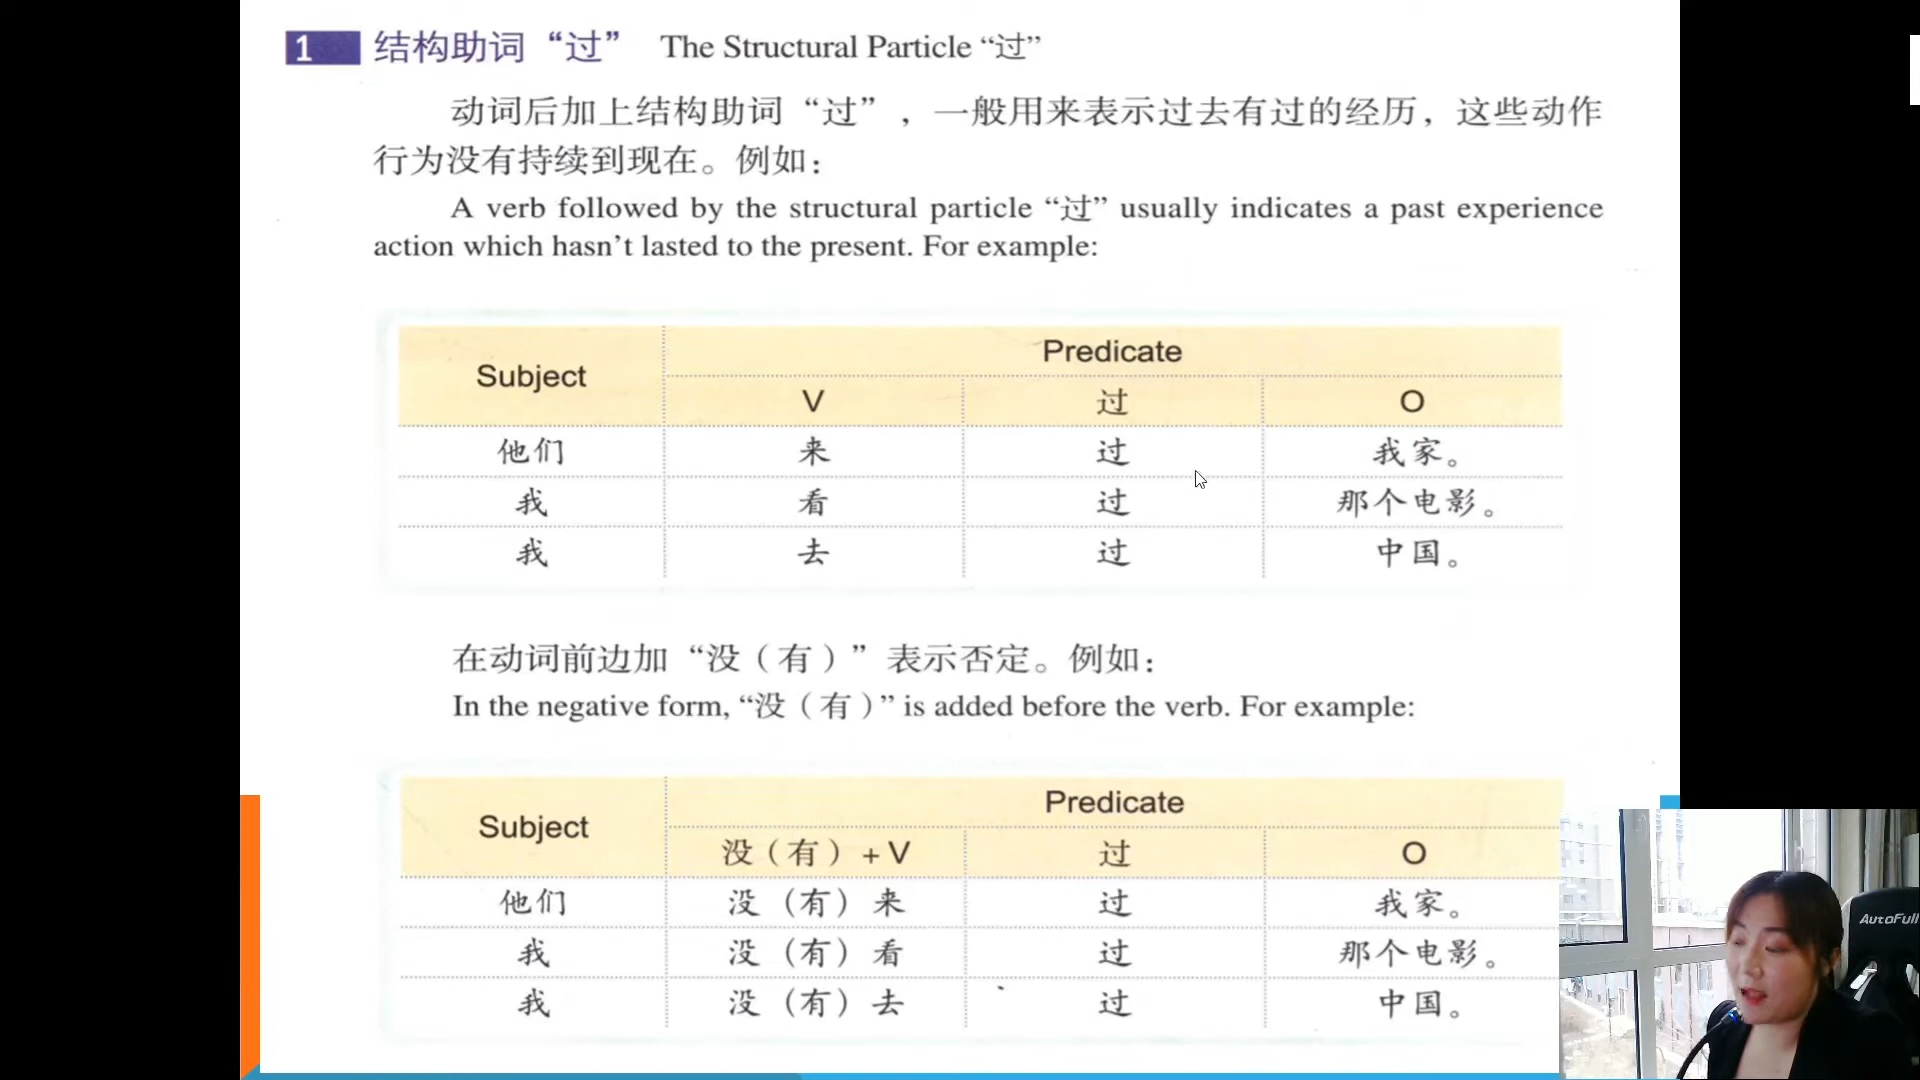 1 结构助词“过” The Structural Particle “过”
动词后加上结构助词“过”，一般用来表示过去有过的经历，这些动作
行为没有持续到现在。例如：
A verb followed by the structural particle “过” usually indicates a past experience
action which hasn’t lasted to the present. For example:
Subject Predicate
V 过 O
他们 来 过 我家。
我 看 过 那个电影。
我 去 过 中国。
在动词前边加“没（有）”表示否定。例如：
In the negative form, “没（有）” is added before the verb. For example:
Subject Predicate
没（有）+ V 过 O
他们 没（有）来 过 我家。
我 没（有）看 过 那个电影。
我 没（有）去 过 中国。
AutoFull